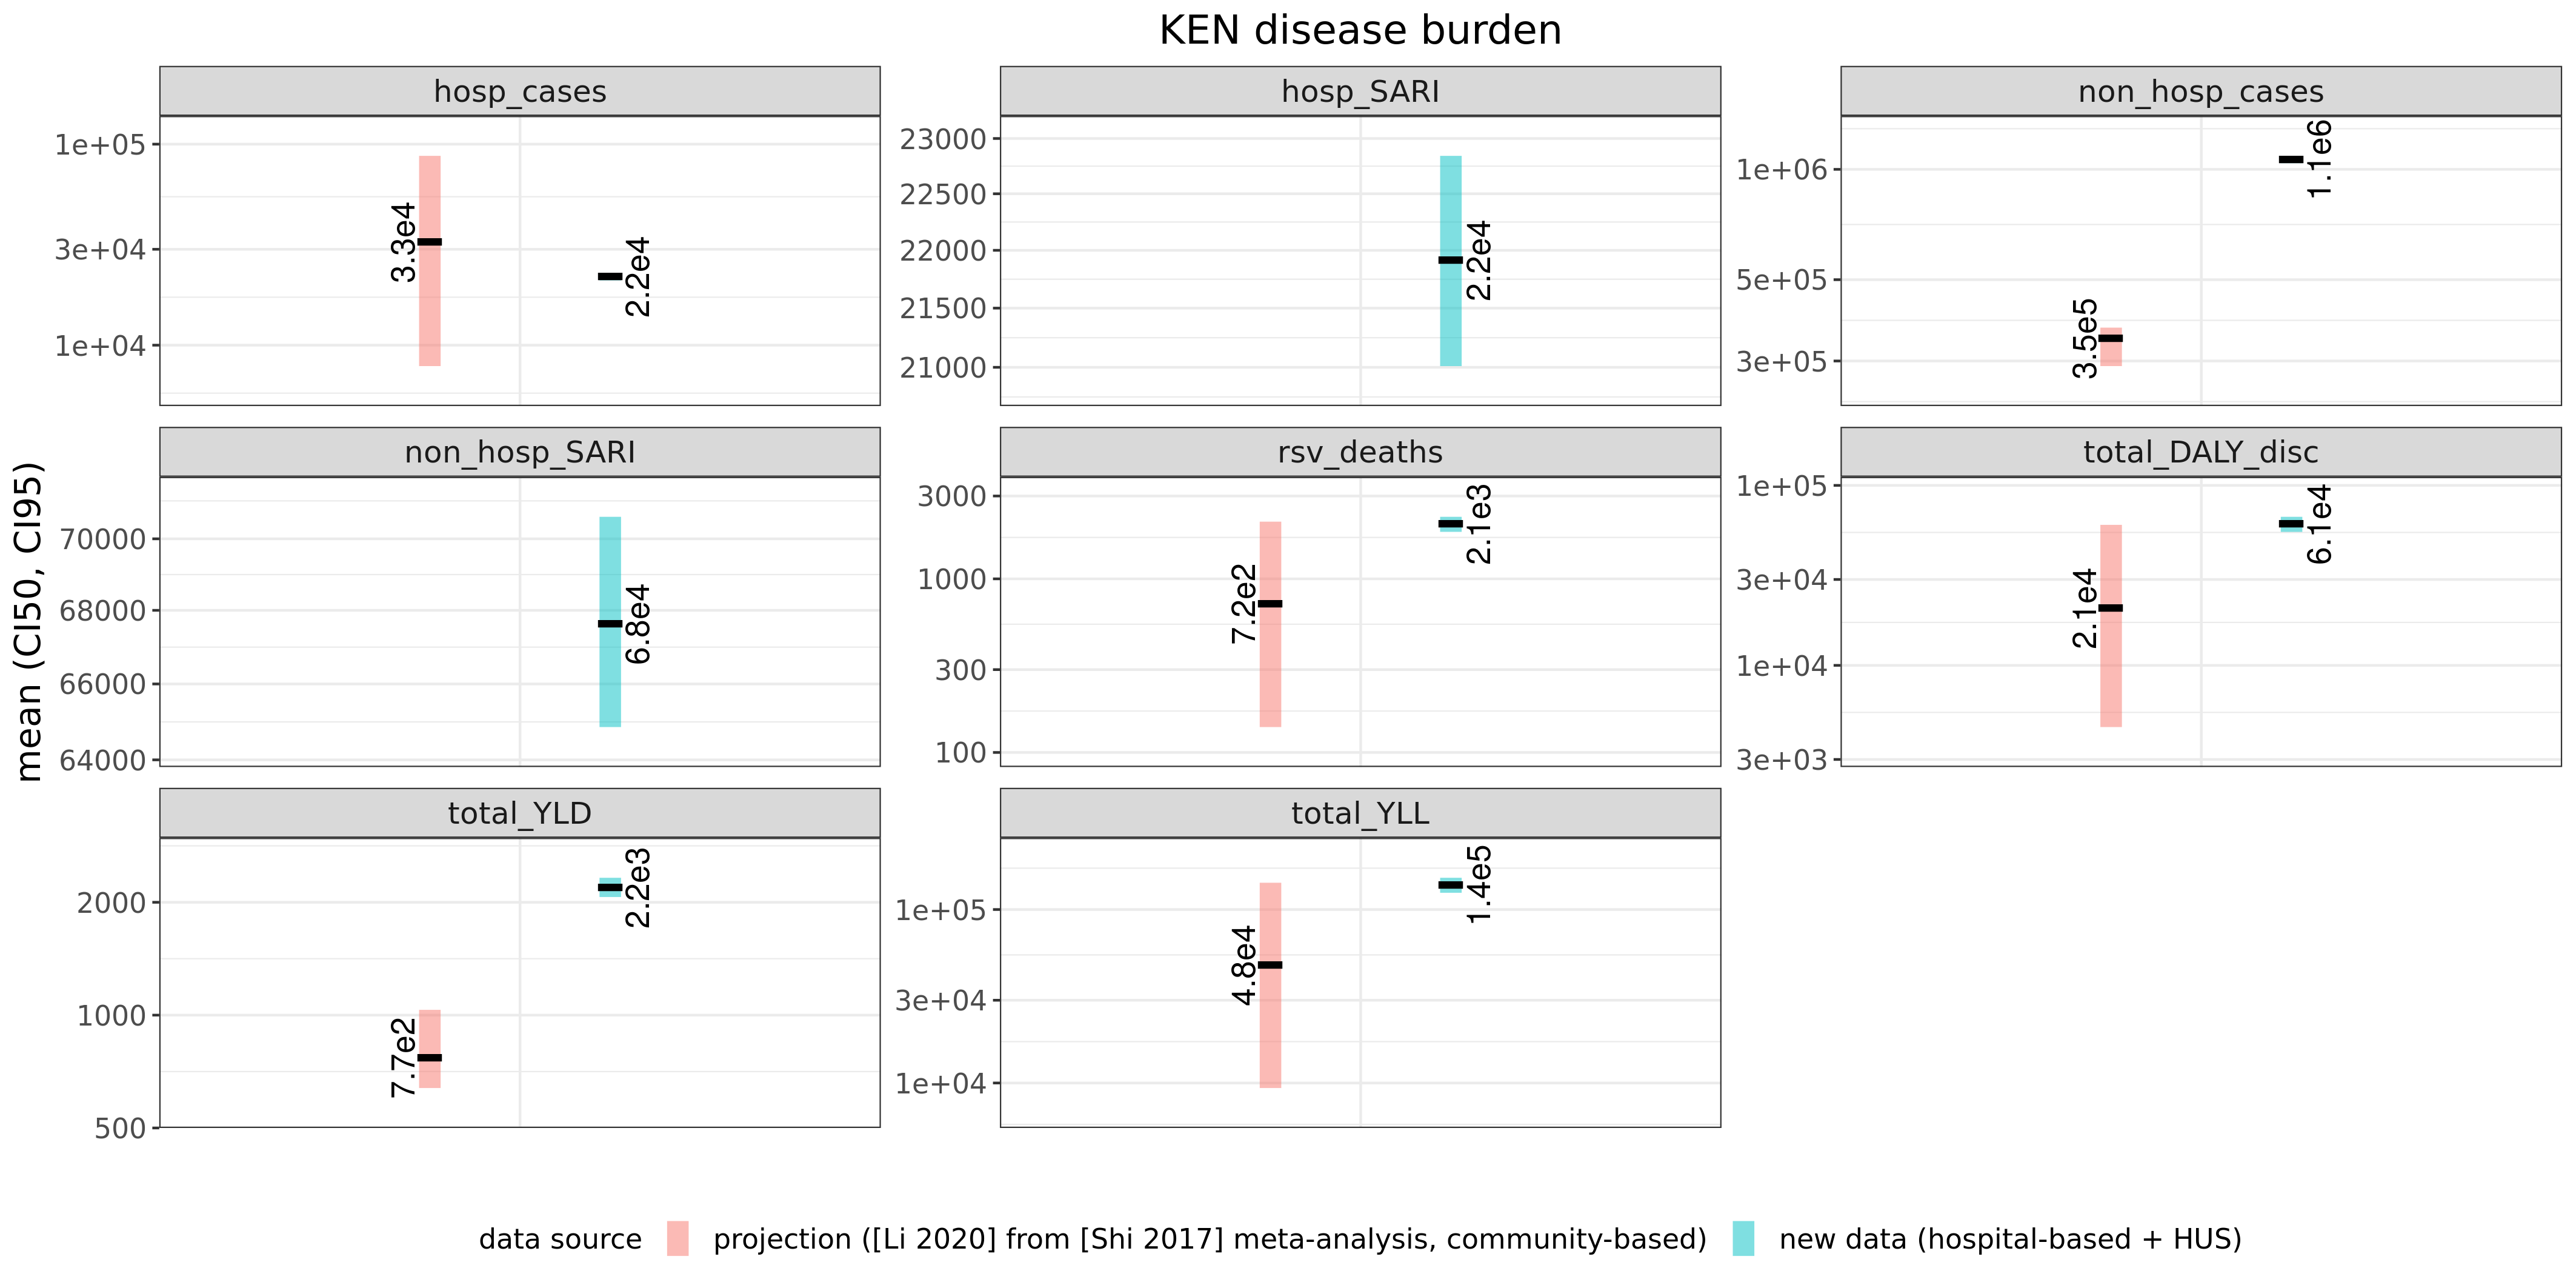 KEN disease burden
mean (CI50, CI95)
hosp_cases
1e+05
3e+04
1e+04
3.3e4
2.2e4
hosp_SARI
23000
22500
22000
21500
21000
2.2e4
non_hosp_cases
1e+06
5e+05
3e+05
3.5e5
1.1e6
non_hosp_SARI
70000
68000
66000
64000
6.8e4
rsv_deaths
3000
1000
300
100
7.2e2
2.1e3
total_DALY_disc
1e+05
3e+04
1e+04
3e+03
2.1e4
6.1e4
total_YLD
2000
1000
500
7.7e2
2.2e3
total_YLL
1e+05
3e+04
1e+04
4.8e4
1.4e5
data source projection ([Li 2020] from [Shi 2017] meta-analysis, community-based) new data (hospital-based + HUS)